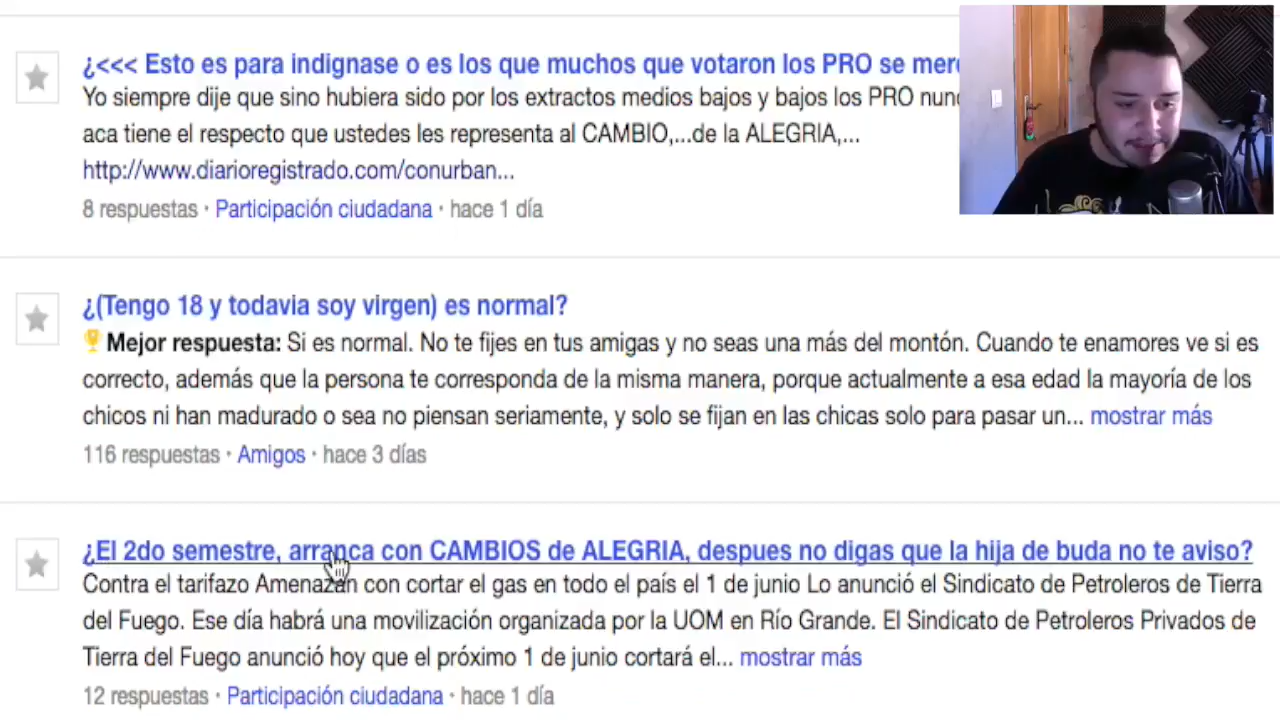 ¿<<< Esto es para indignase o es los que muchos que votaron los PRO se mere
Yo siempre dije que sino hubiera sido por los extractos medios bajos y bajos los PRO nunc
aca tiene el respecto que ustedes les representa al CAMBIO,...de la ALEGRIA,...
http://www.diarioregistrado.com/conurban...
8 respuestas · Participación ciudadana · hace 1 día
¿(Tengo 18 y todavia soy virgen) es normal?
Mejor respuesta: Si es normal. No te fijes en tus amigas y no seas una más del montón. Cuando te enamores ve si es
correcto, además que la persona te corresponda de la misma manera, porque actualmente a esa edad la mayoría de los
chicos ni han madurado o sea no piensan seriamente, y solo se fijan en las chicas solo para pasar un... mostrar más
116 respuestas · Amigos · hace 3 días
¿El 2do semestre, arranca con CAMBIOS de ALEGRIA, despues no digas que la hija de buda no te aviso?
Contra el tarifazo Amenazan con cortar el gas en todo el país el 1 de junio Lo anunció el Sindicato de Petroleros de Tierra
del Fuego. Ese día habrá una movilización organizada por la UOM en Río Grande. El Sindicato de Petroleros Privados de
Tierra del Fuego anunció hoy que el próximo 1 de junio cortará el... mostrar más
12 respuestas · Participación ciudadana · hace 1 día